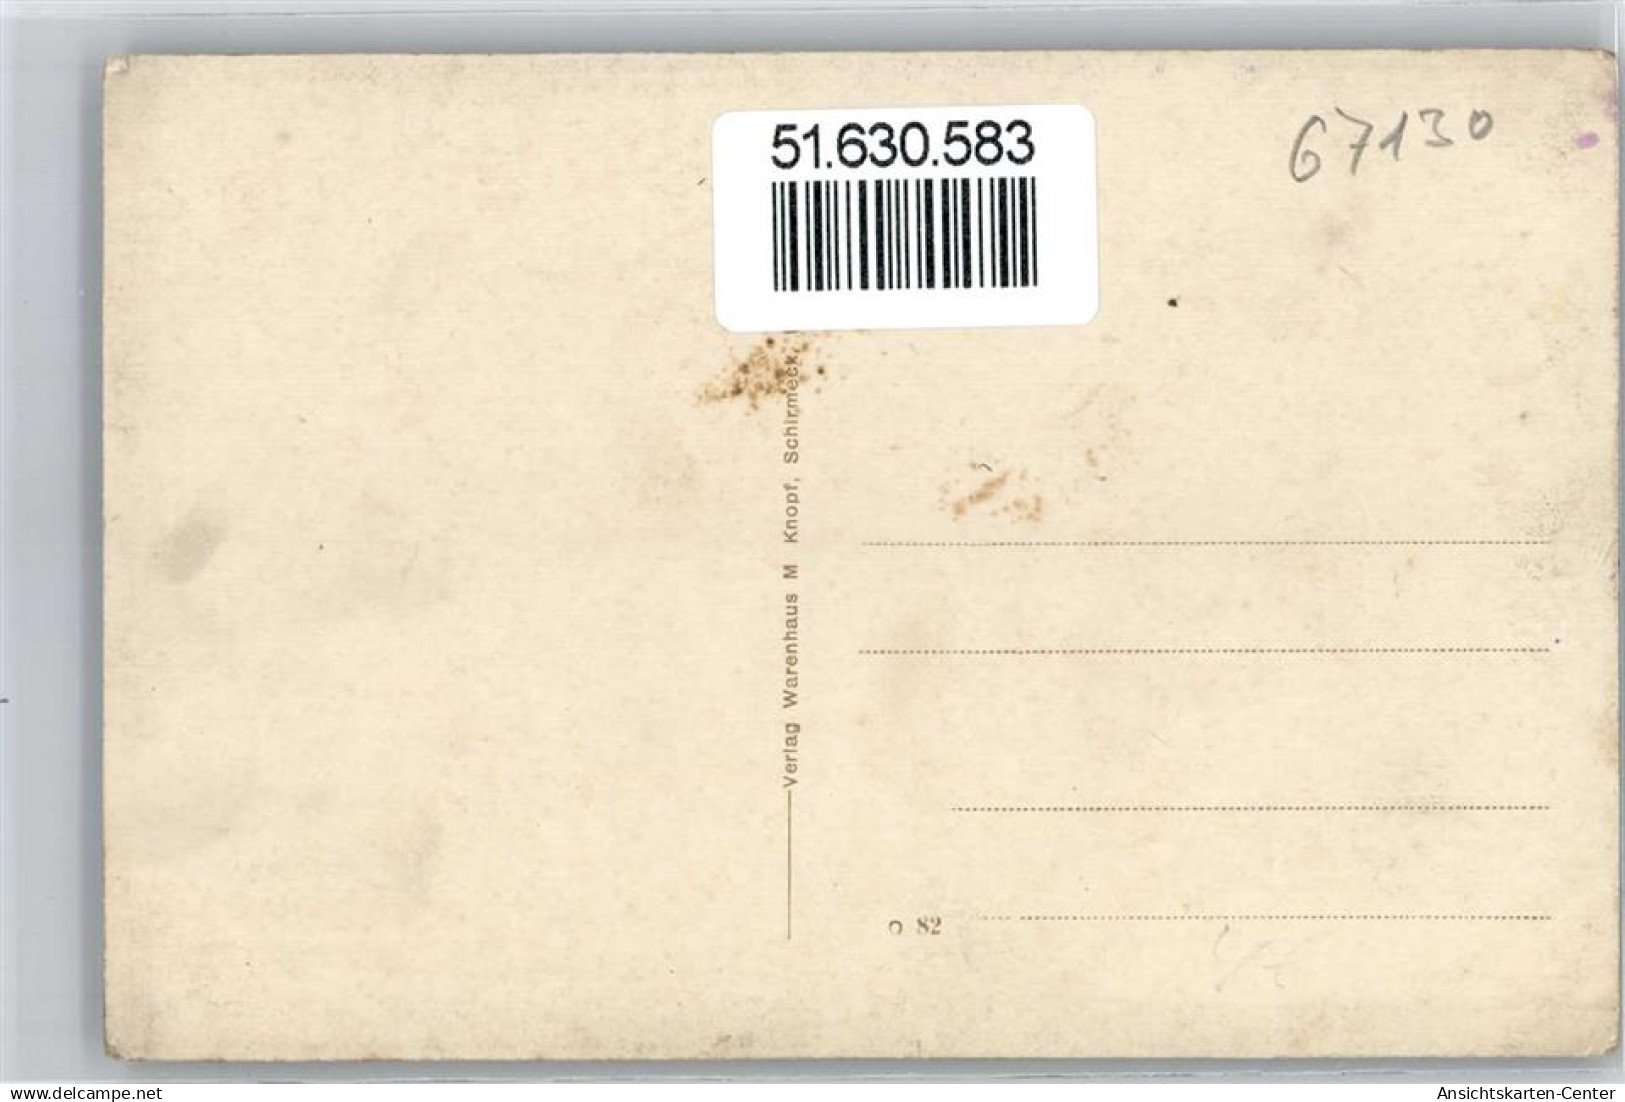 51.630.583
67130
Verlag Warenhaus M Knopf, Schirmeck,
o 82
www.delcampe.net
Ansichtskarten-Center